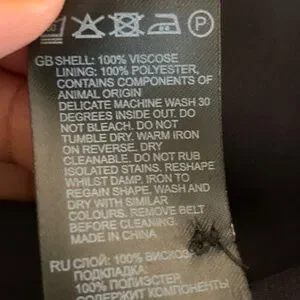 GB SHELL: 100% VISCOSE
LINING: 100% POLYESTER,
CONTAINS COMPONENTS OF
ANIMAL ORIGIN
DELICATE MACHINE WASH 30
DEGREES INSIDE OUT. DO
NOT BLEACH. DO NOT
TUMBLE DRY. WARM IRON
ON REVERSE. DRY
CLEANABLE. DO NOT RUB
ISOLATED STAINS. RESHAPE
WHILST DAMP. IRON TO
REGAIN SHAPE. WASH AND
DRY WITH SIMILAR
COLOURS. REMOVE BELT
BEFORE CLEANING.
MADE IN CHINA
RU СЛОЙ: 100% ВИСКОЗ
ПОДКЛАДКА:
100% ПОЛИЭСТЕР,
СОДЕРЖИТ КОМПОНЕНТЫ